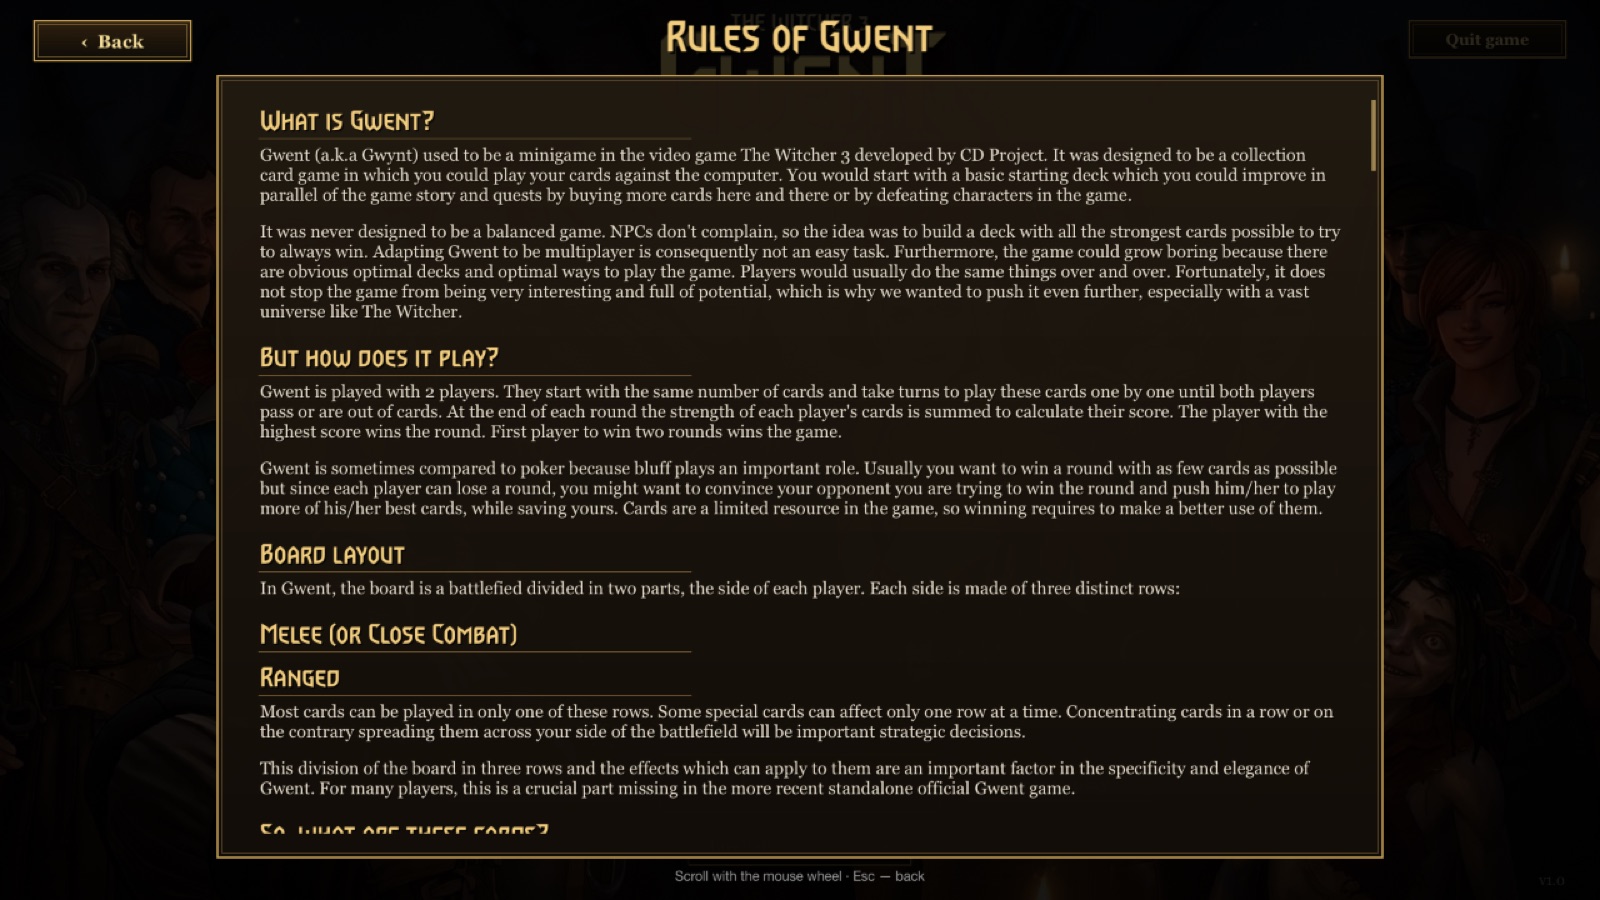 THE WITCHER 3
‹ Back
Rules of Gwent
Quit game
What is Gwent?
Gwent (a.k.a Gwynt) used to be a minigame in the video game The Witcher 3 developed by CD Project. It was designed to be a collection
card game in which you could play your cards against the computer. You would start with a basic starting deck which you could improve in
parallel of the game story and quests by buying more cards here and there or by defeating characters in the game.
It was never designed to be a balanced game. NPCs don't complain, so the idea was to build a deck with all the strongest cards possible to try
to always win. Adapting Gwent to be multiplayer is consequently not an easy task. Furthermore, the game could grow boring because there
are obvious optimal decks and optimal ways to play the game. Players would usually do the same things over and over. Fortunately, it does
not stop the game from being very interesting and full of potential, which is why we wanted to push it even further, especially with a vast
universe like The Witcher.
But how does it play?
Gwent is played with 2 players. They start with the same number of cards and take turns to play these cards one by one until both players
pass or are out of cards. At the end of each round the strength of each player's cards is summed to calculate their score. The player with the
highest score wins the round. First player to win two rounds wins the game.
Gwent is sometimes compared to poker because bluff plays an important role. Usually you want to win a round with as few cards as possible
but since each player can lose a round, you might want to convince your opponent you are trying to win the round and push him/her to play
more of his/her best cards, while saving yours. Cards are a limited resource in the game, so winning requires to make a better use of them.
Board layout
In Gwent, the board is a battlefied divided in two parts, the side of each player. Each side is made of three distinct rows:
Melee (or Close Combat)
Ranged
Most cards can be played in only one of these rows. Some special cards can affect only one row at a time. Concentrating cards in a row or on
the contrary spreading them across your side of the battlefield will be important strategic decisions.
This division of the board in three rows and the effects which can apply to them are an important factor in the specificity and elegance of
Gwent. For many players, this is a crucial part missing in the more recent standalone official Gwent game.
So, what are these cards?
Scroll with the mouse wheel · Esc — back
v1.0